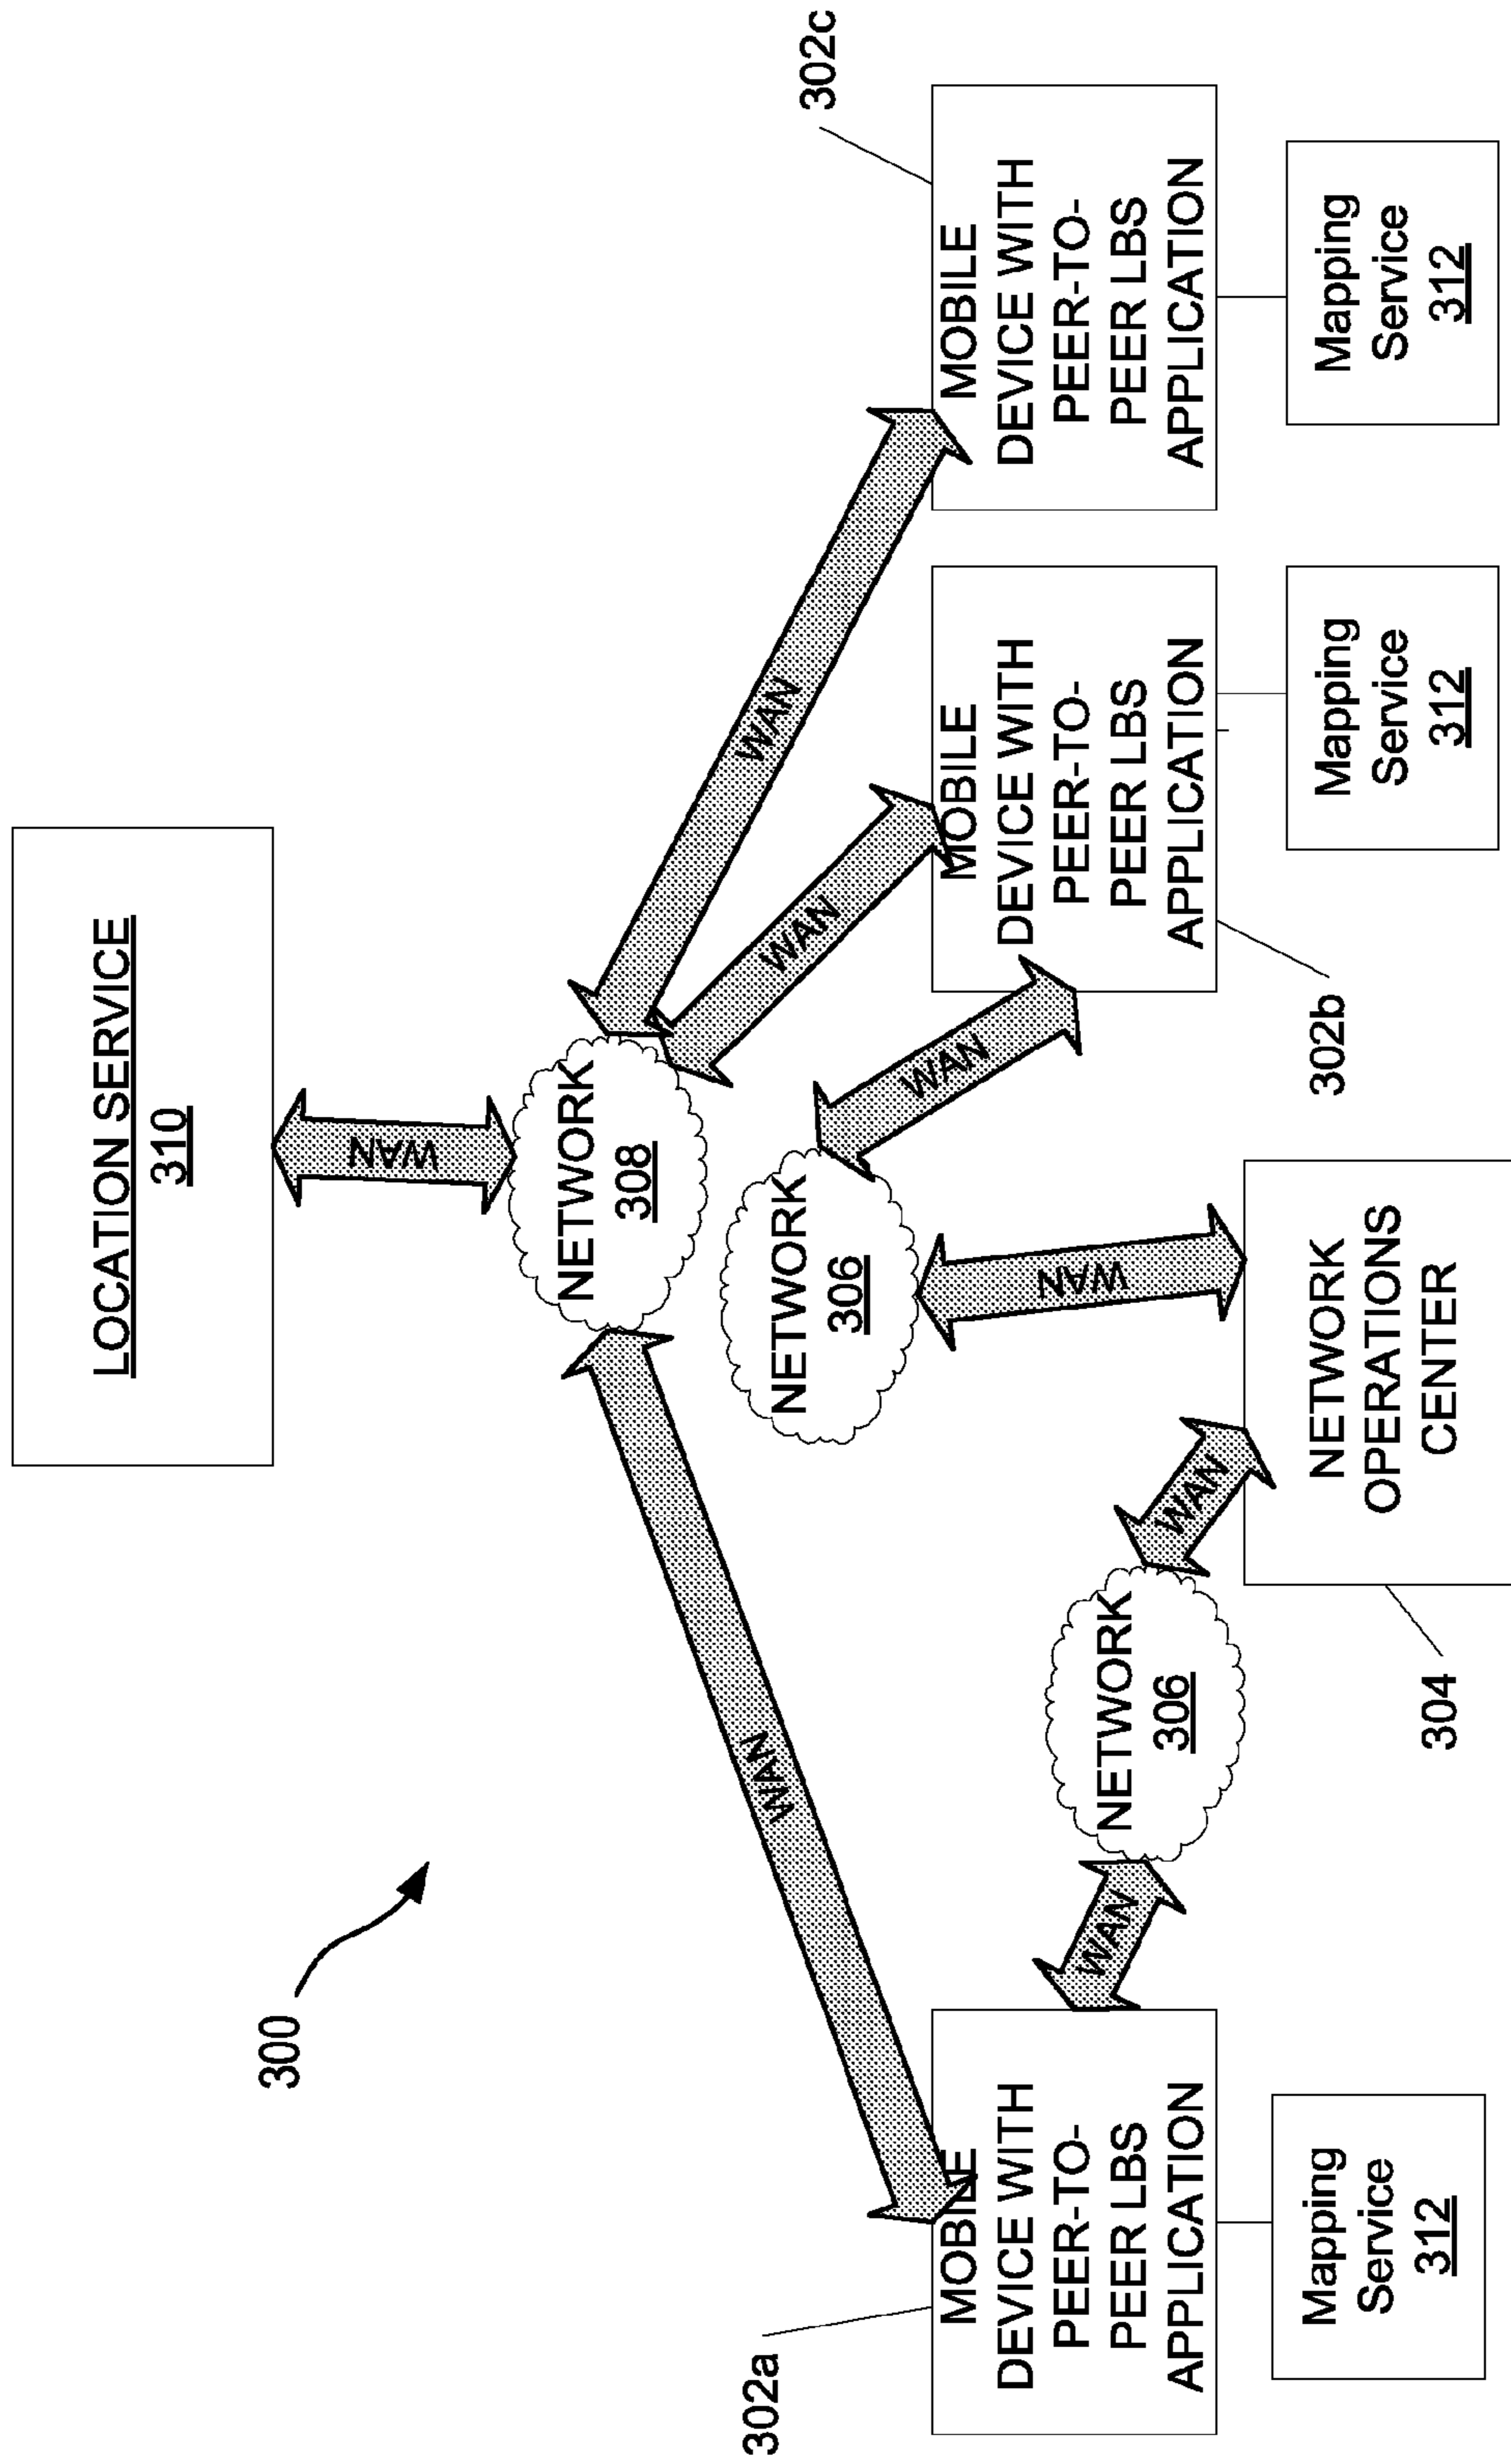 300
LOCATION SERVICE
310
WAN
NETWORK
308
WAN
WAN
WAN
NETWORK
306
WAN
WAN
NETWORK
306
WAN
WAN
302a
MOBILE
DEVICE WITH
PEER-TO-
PEER LBS
APPLICATION
Mapping
Service
312
304
NETWORK
OPERATIONS
CENTER
302b
MOBILE
DEVICE WITH
PEER-TO-
PEER LBS
APPLICATION
Mapping
Service
312
302c
MOBILE
DEVICE WITH
PEER-TO-
PEER LBS
APPLICATION
Mapping
Service
312